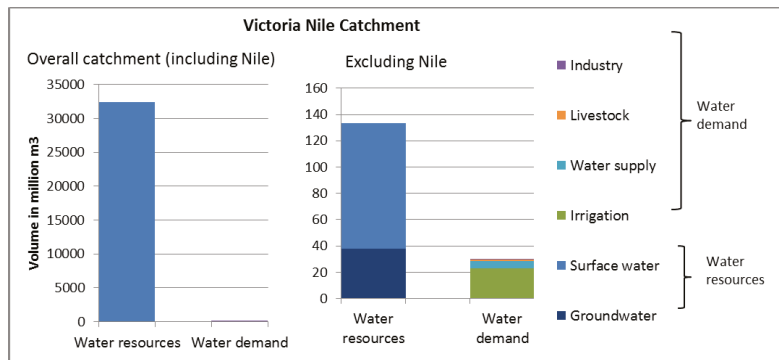 Victoria Nile Catchment
Overall catchment (including Nile)
Volume in million m3
35000
30000
25000
20000
15000
10000
5000
0
Water resources
Water demand
Excluding Nile
160
140
120
100
80
60
40
20
0
Water
resources
Water
demand
Industry
Livestock
Water supply
Irrigation
Water
demand
Surface water
Groundwater
Water
resources